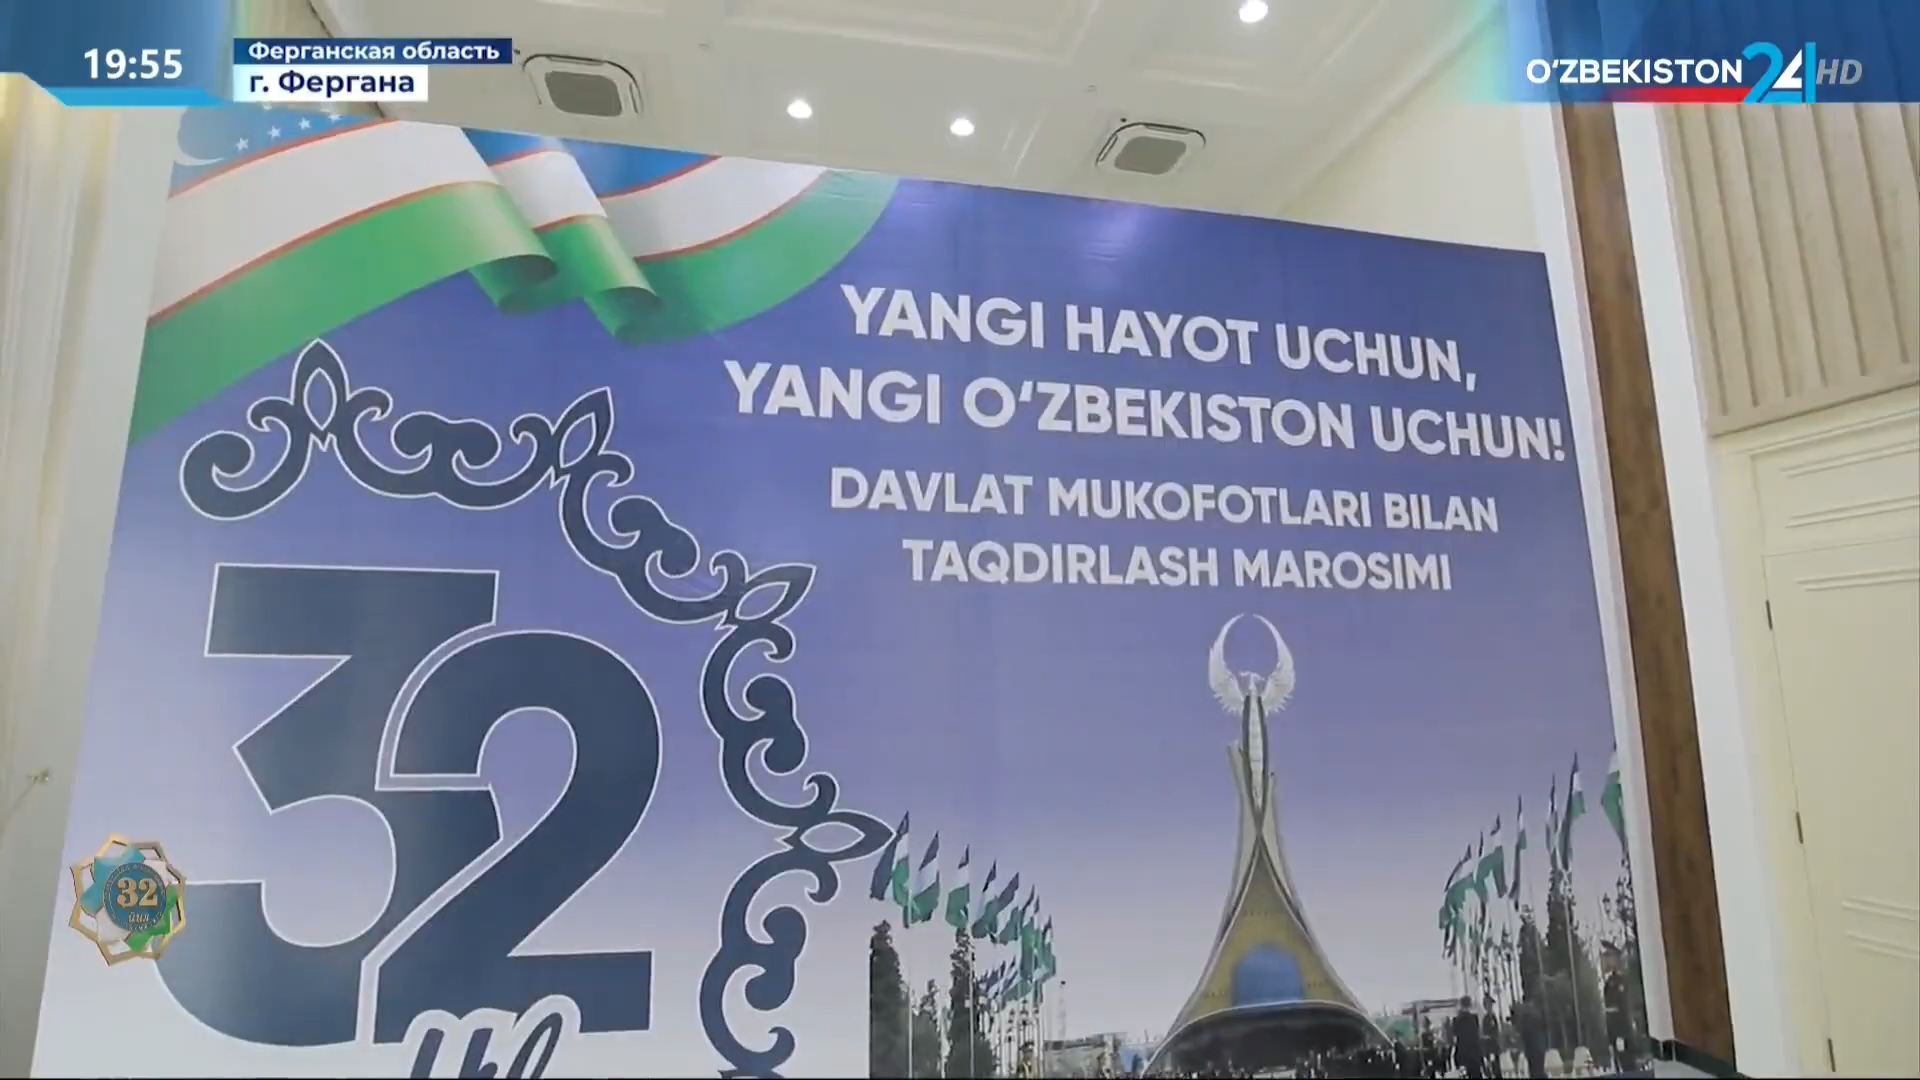 19:55
Ферганская область
г. Фергана
O‘ZBEKISTON 24 HD
YANGI HAYOT UCHUN,
YANGI O‘ZBEKISTON UCHUN!
DAVLAT MUKOFOTLARI BILAN
TAQDIRLASH MAROSIMI
32
32
йил